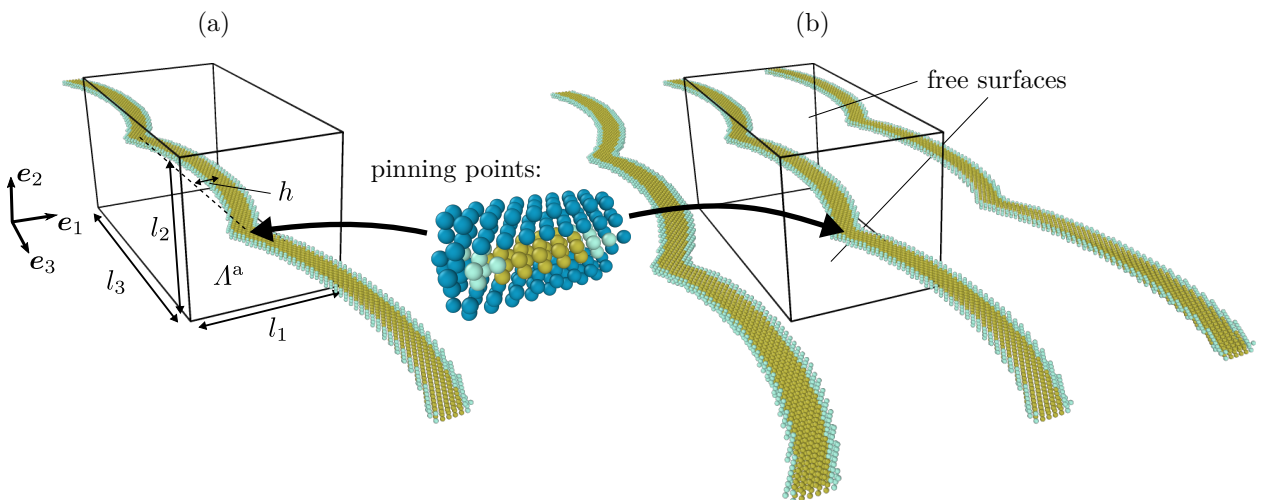 (a)
(b)
free surfaces
pinning points:
e₂
e₁
e₃
h
l₂
l₃
Λᵃ
l₁